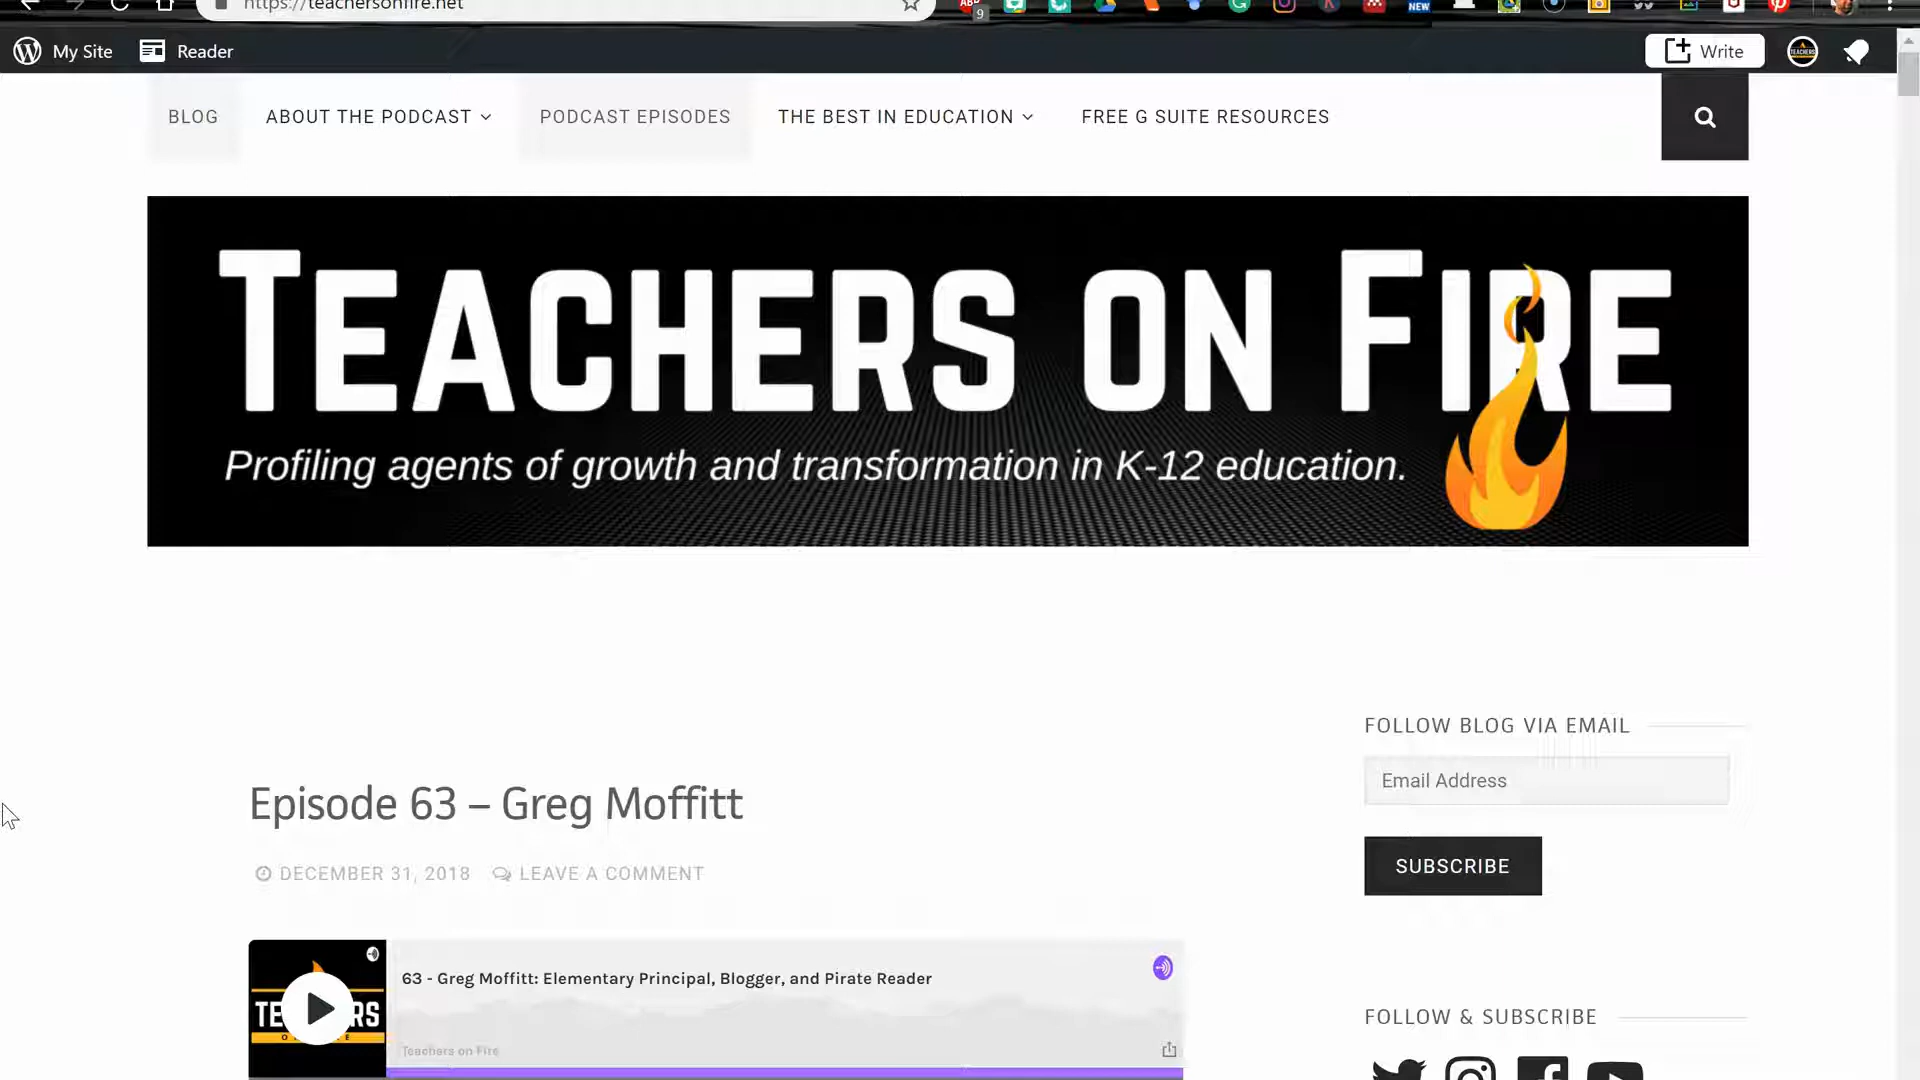 https://teachersonfire.net
9
NEW
My Site
Reader
Write
BLOG
ABOUT THE PODCAST
PODCAST EPISODES
THE BEST IN EDUCATION
FREE G SUITE RESOURCES
TEACHERS ON FIRE
Profiling agents of growth and transformation in K-12 education.
FOLLOW BLOG VIA EMAIL
Email Address
SUBSCRIBE
Episode 63 – Greg Moffitt
DECEMBER 31, 2018
LEAVE A COMMENT
63 - Greg Moffitt: Elementary Principal, Blogger, and Pirate Reader
Teachers on Fire
FOLLOW & SUBSCRIBE